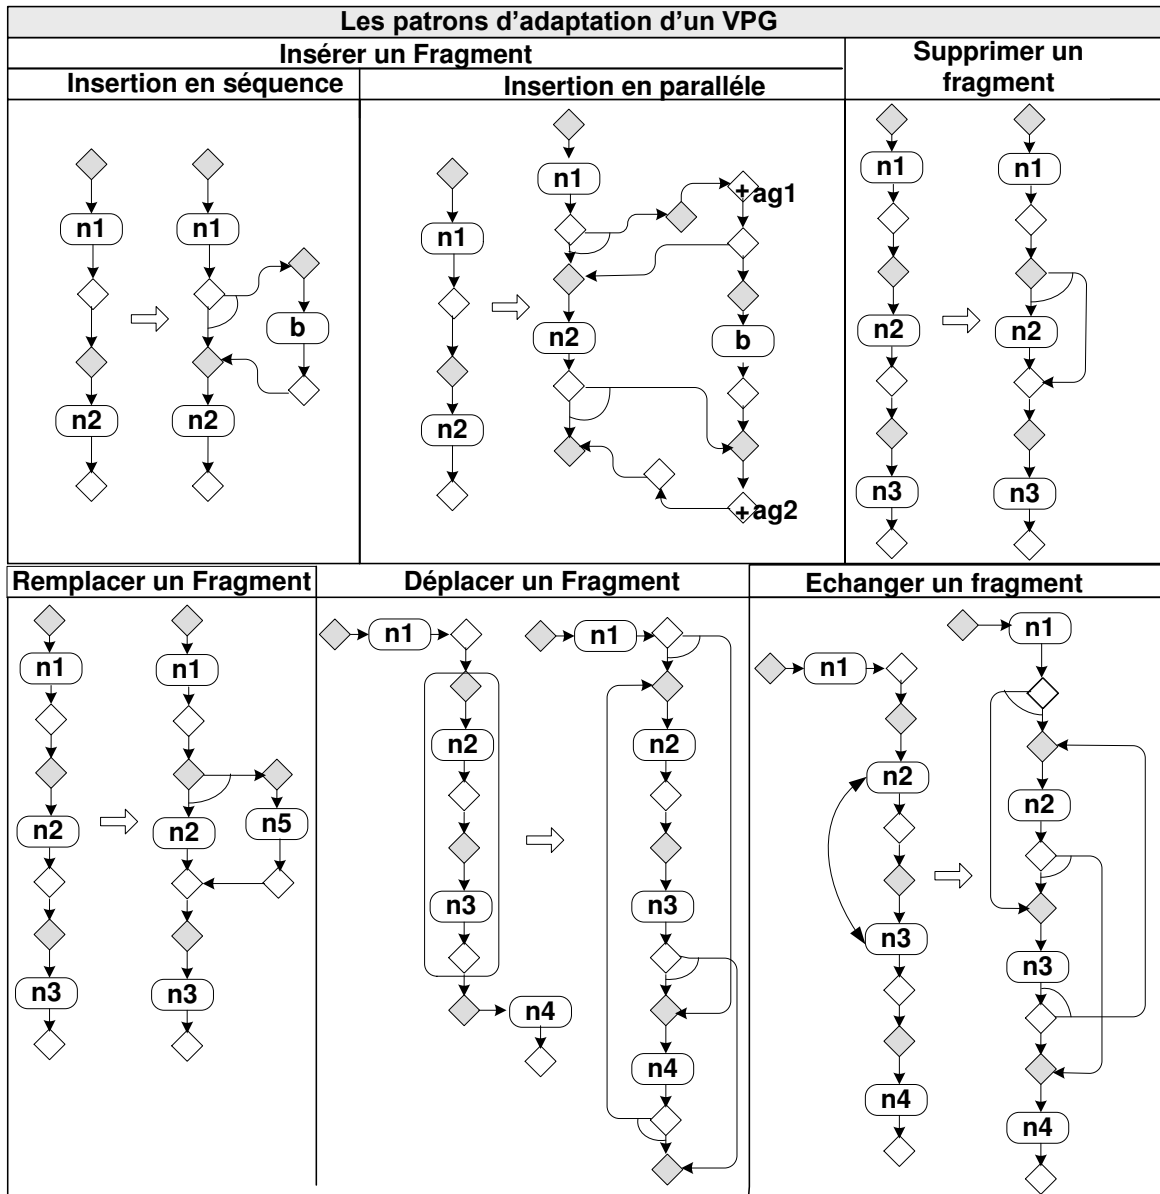 Les patrons d'adaptation d'un VPG
Insérer un Fragment
Supprimer un
fragment
Insertion en séquence
Insertion en paralléle
n1
n2
n1
b
n2
n1
n2
n1
+ag1
n2
b
+ag2
n1
n2
n3
n1
n2
n3
Remplacer un Fragment
Déplacer un Fragment
Echanger un fragment
n1
n2
n3
n1
n2
n5
n3
n1
n2
n3
n4
n1
n2
n3
n4
n1
n2
n3
n4
n1
n2
n3
n4